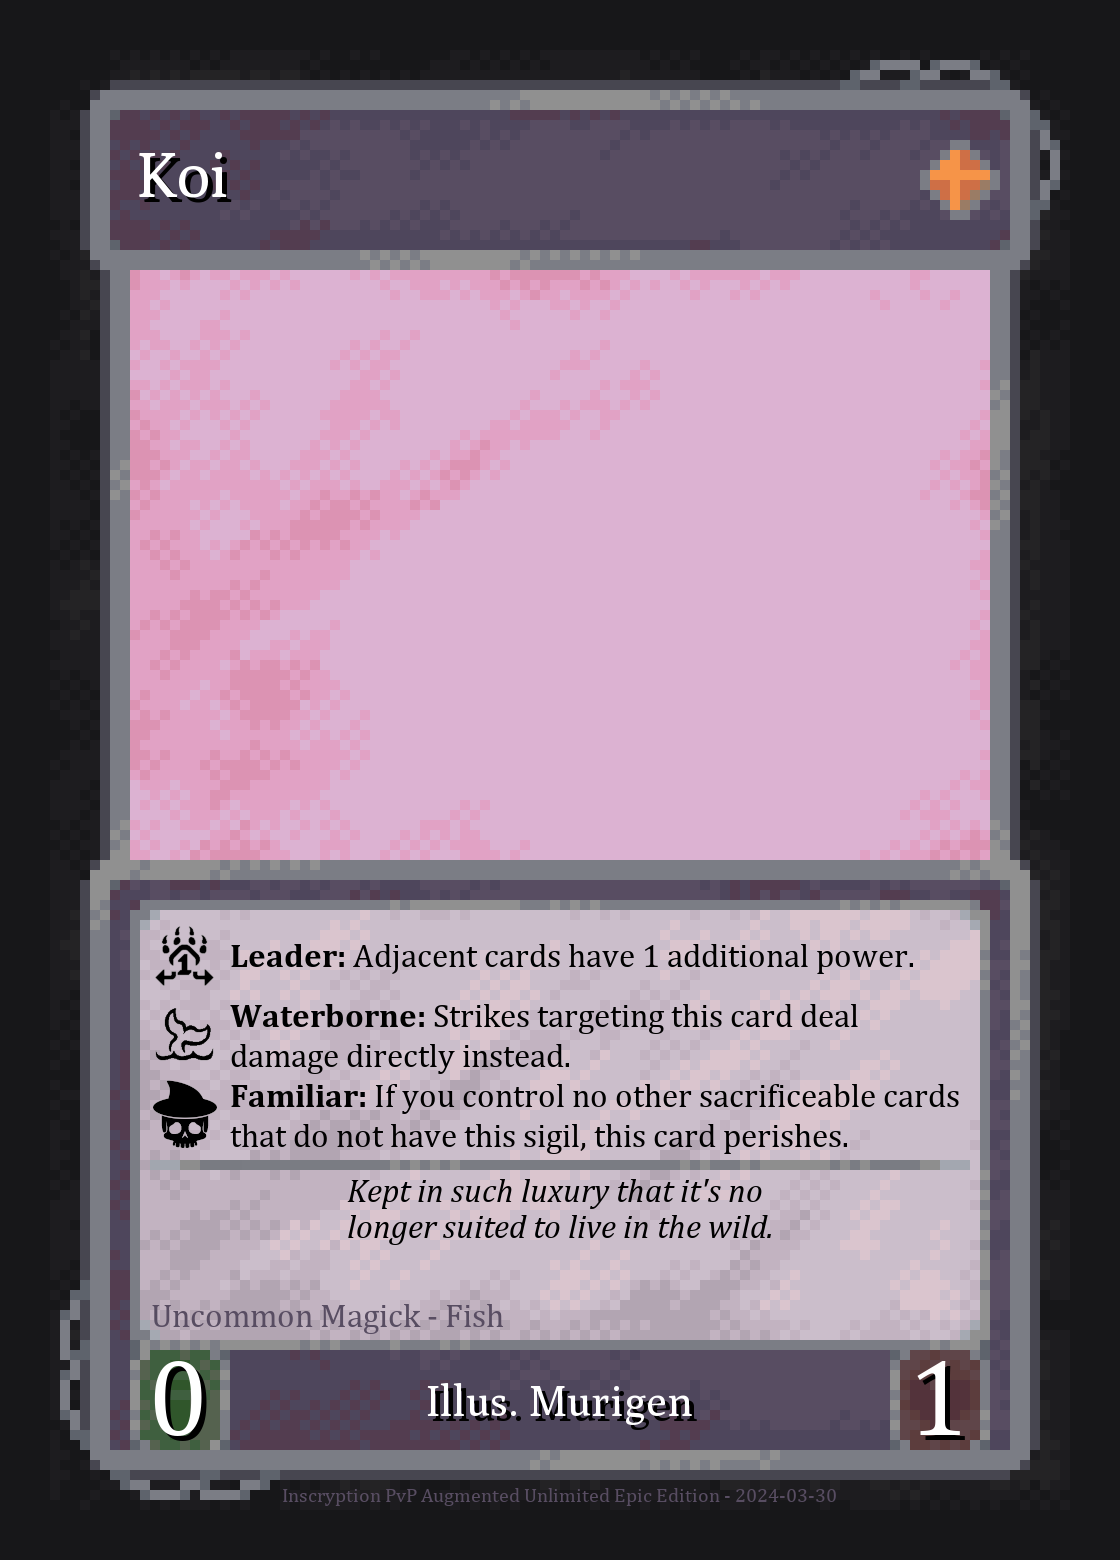 Koi
Leader: Adjacent cards have 1 additional power.
Waterborne: Strikes targeting this card deal
damage directly instead.
Familiar: If you control no other sacrificeable cards
that do not have this sigil, this card perishes.
Kept in such luxury that it's no
longer suited to live in the wild.
Uncommon Magick - Fish
0
Illus. Murigen
1
Inscryption PvP Augmented Unlimited Epic Edition - 2024-03-30